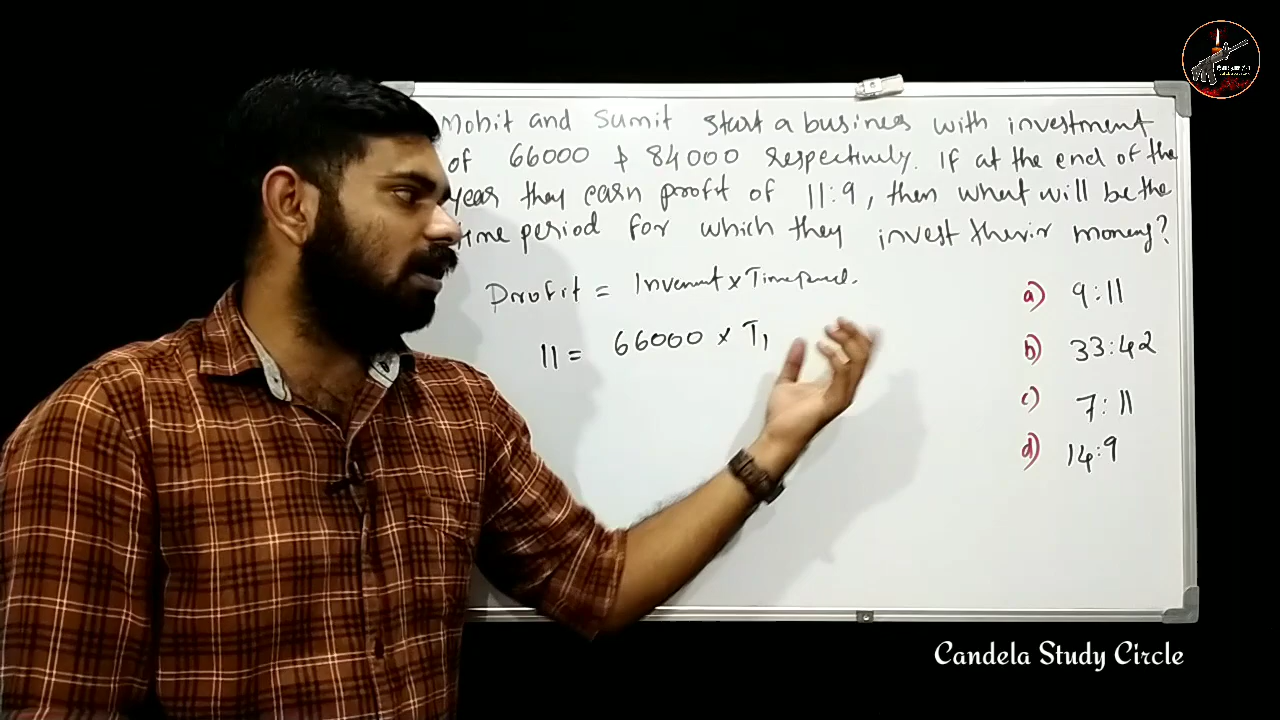 Mohit and Sumit start a business with investment
of 66000 & 84000 respectively. If at the end of the
year they earn profit of 11:9, then what will be the
time period for which they invest their money?
Profit = Invement x Time period.
11 = 66000 x T1
a) 9:11
b) 33:42
c) 7:11
d) 14:9
Candela Study Circle